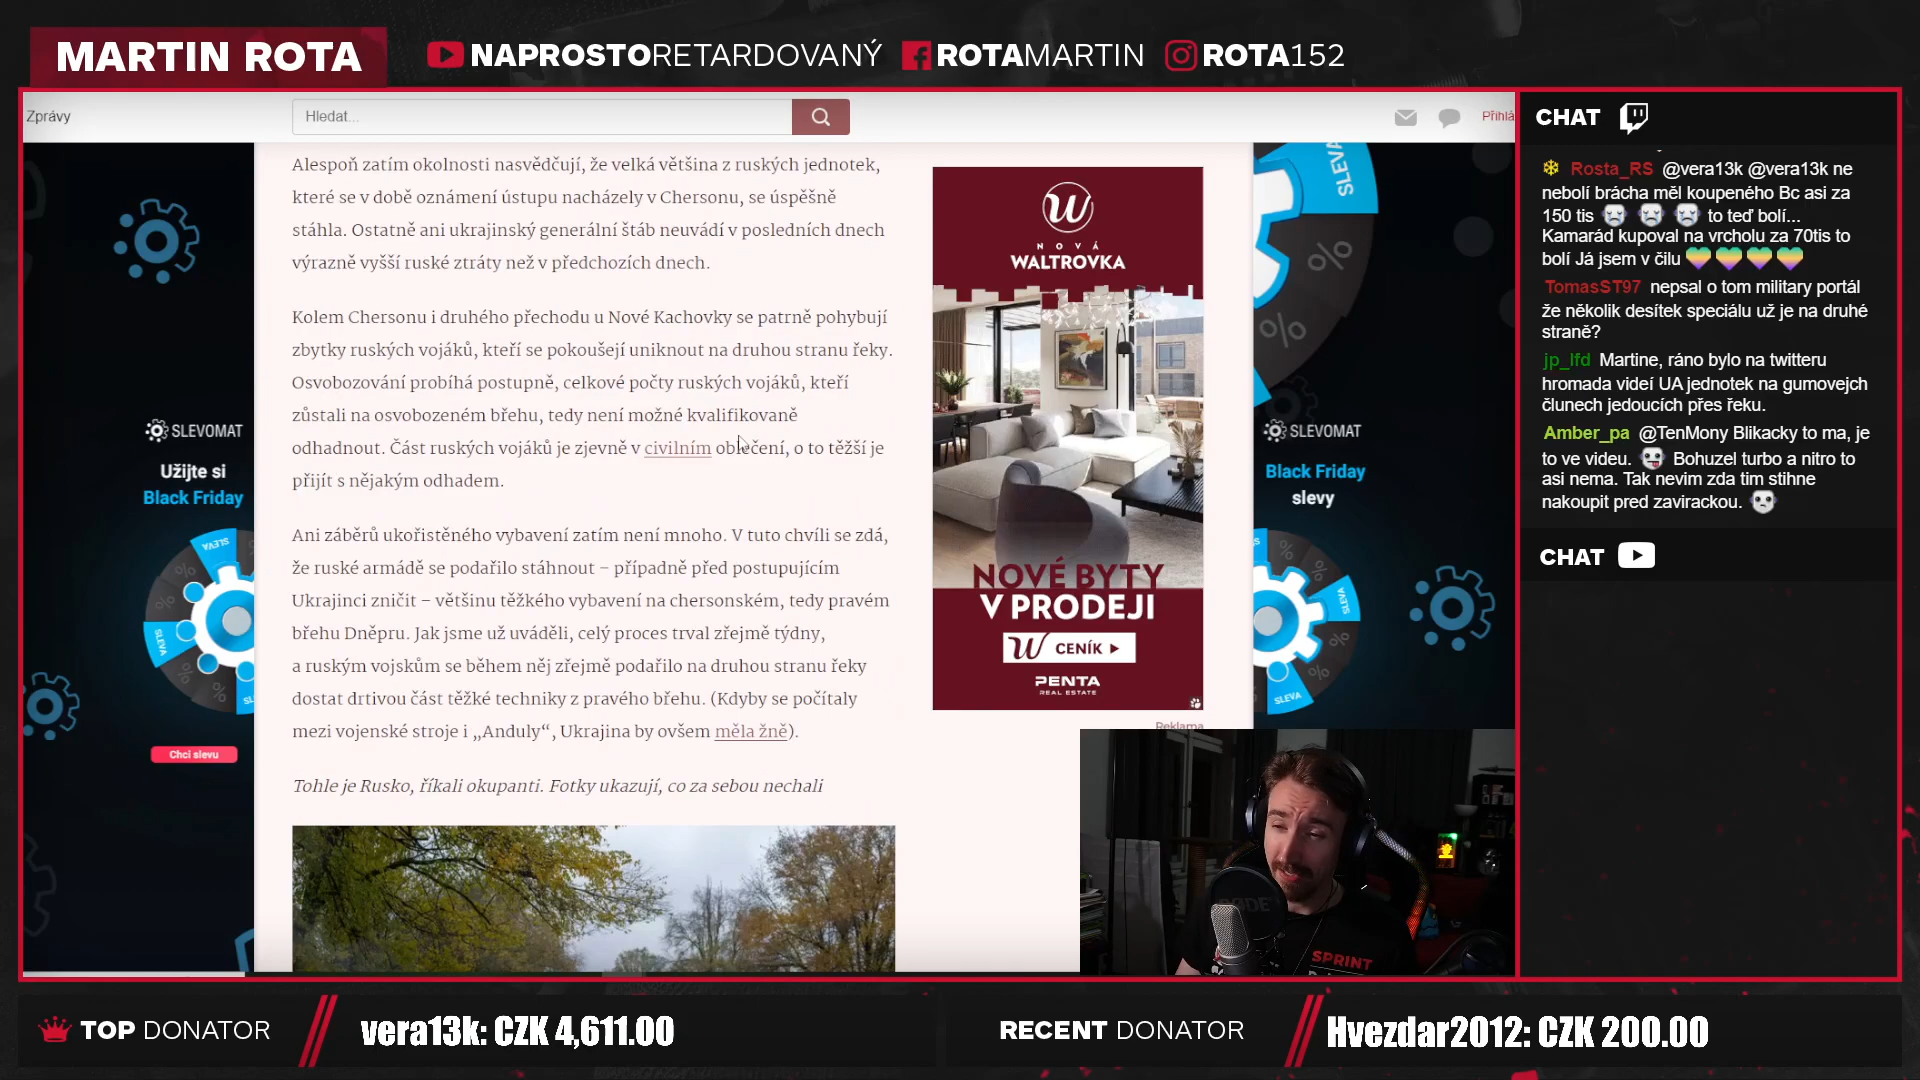 MARTIN ROTA
NAPROSTORETARDOVANÝ
ROTAMARTIN
ROTA152
Zprávy
Hledat...
Přihlá
Alespoň zatím okolnosti nasvědčují, že velká většina z ruských jednotek,
které se v době oznámení ústupu nacházely v Chersonu, se úspěšně
stáhla. Ostatně ani ukrajinský generální štáb neuvádí v posledních dnech
výrazně vyšší ruské ztráty než v předchozích dnech.
Kolem Chersonu i druhého přechodu u Nové Kachovky se patrně pohybují
zbytky ruských vojáků, kteří se pokoušejí uniknout na druhou stranu řeky.
Osvobozování probíhá postupně, celkové počty ruských vojáků, kteří
zůstali na osvobozeném břehu, tedy není možné kvalifikovaně
odhadnout. Část ruských vojáků je zjevně v civilním oblečení, o to těžší je
přijít s nějakým odhadem.
Ani záběrů ukořistěného vybavení zatím není mnoho. V tuto chvíli se zdá,
že ruské armádě se podařilo stáhnout – případně před postupujícím
Ukrajinci zničit – většinu těžkého vybavení na chersonském, tedy pravém
břehu Dněpru. Jak jsme už uváděli, celý proces trval zřejmě týdny,
a ruským vojskům se během něj zřejmě podařilo na druhou stranu řeky
dostat drtivou část těžké techniky z pravého břehu. (Kdyby se počítaly
mezi vojenské stroje i „Anduly“, Ukrajina by ovšem měla žně).
Tohle je Rusko, říkali okupanti. Fotky ukazují, co za sebou nechali
SLEVOMAT
Užijte si
Black Friday
SLEVA
%
SLEVA
SL
Chci slevu
W
NOVÁ
WALTROVKA
NOVÉ BYTY
V PRODEJI
W CENÍK
PENTA
REAL ESTATE
Reklama
SLEVA
%
%
SLEVOMAT
Black Friday
slevy
SLEVA
SLEVA
SPRINT
CHAT
Rosta_RS @vera13k @vera13k ne
nebolí brácha měl koupeného Bc asi za
150 tis to teď bolí...
Kamarád kupoval na vrcholu za 70tis to
bolí Já jsem v čilu
TomasST97 nepsal o tom military portál
že několik desítek speciálu už je na druhé
straně?
jp_lfd Martine, ráno bylo na twitteru
hromada videí UA jednotek na gumovejch
člunech jedoucích přes řeku.
Amber_pa @TenMony Blikacky to ma, je
to ve videu. Bohuzel turbo a nitro to
asi nema. Tak nevim zda tim stihne
nakoupit pred zavirackou.
CHAT
TOP DONATOR
vera13k: CZK 4,611.00
RECENT DONATOR
Hvezdar2012: CZK 200.00